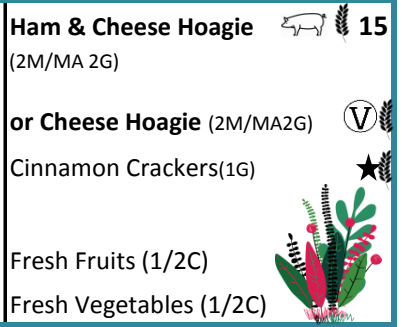 Ham & Cheese Hoagie 15
(2M/MA 2G)
or Cheese Hoagie (2M/MA2G) V
Cinnamon Crackers(1G)
Fresh Fruits (1/2C)
Fresh Vegetables (1/2C)